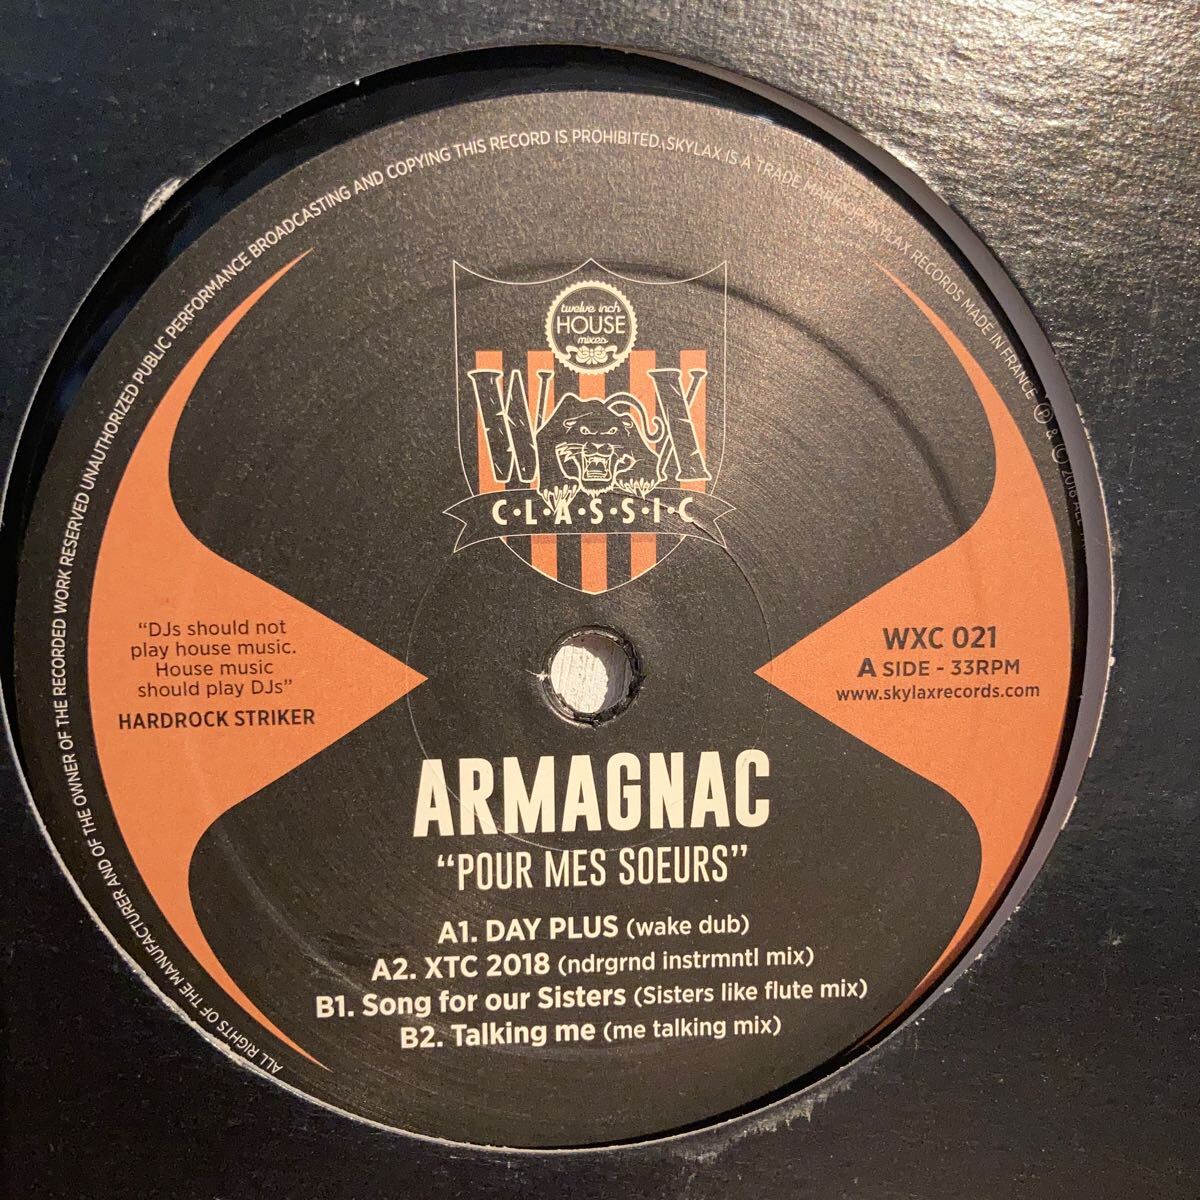 ALL RIGHTS OF THE MANUFACTURER AND OF THE OWNER OF THE RECORDED WORK RESERVED UNAUTHORIZED PUBLIC PERFORMANCE BROADCASTING AND COPYING THIS RECORD IS PROHIBITED. SKYLAX IS A TRADE MARK OF SKYLAX RECORDS MADE IN FRANCE Ⓟ & Ⓒ 2018 ALL
twelve inch
HOUSE
mixes
WAX
C·L·A·S·S·I·C
“DJs should not
play house music.
House music
should play DJs”
HARDROCK STRIKER
WXC 021
A SIDE - 33RPM
www.skylaxrecords.com
ARMAGNAC
“POUR MES SOEURS”
A1. DAY PLUS (wake dub)
A2. XTC 2018 (ndrgrnd instrmntl mix)
B1. Song for our Sisters (Sisters like flute mix)
B2. Talking me (me talking mix)